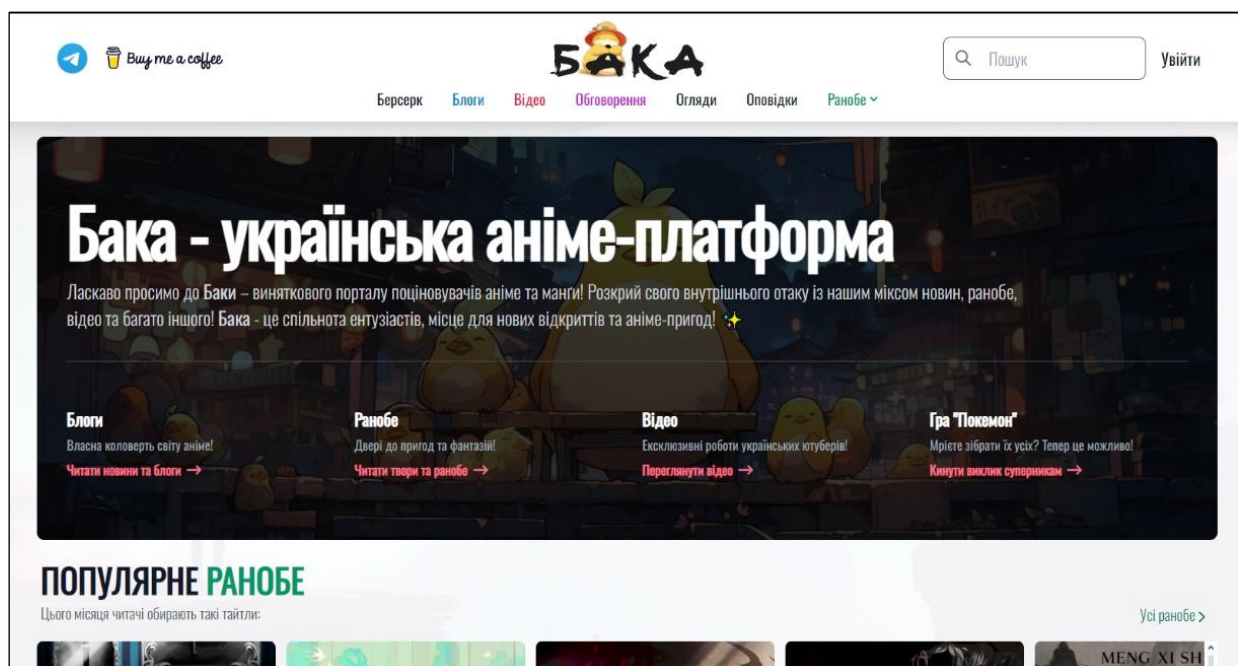 Buy me a coffee
БАКА
Пошук
Увійти
Берсерк Блоги Відео Обговорення Огляди Оповідки Ранобе
Бака - українська аніме-платформа
Ласкаво просимо до Баки – виняткового порталу поціновувачів аніме та манґи! Розкрий свого внутрішнього отаку із нашим міксом новин, ранобе,
відео та багато іншого! Бака - це спільнота ентузіастів, місце для нових відкриттів та аніме-пригод! ✨
Блоги
Власна коловерть світу аніме!
Читати новини та блоги →
Ранобе
Двері до пригод та фантазій!
Читати твори та ранобе →
Відео
Ексклюзивні роботи українських ютуберів!
Переглянути відео →
Гра "Покемон"
Мрієте зібрати їх усіх? Тепер це можливо!
Кинути виклик суперникам →
ПОПУЛЯРНЕ РАНОБЕ
Цього місяця читачі обирають такі тайтли:
Усі ранобе >
MENG XI SH